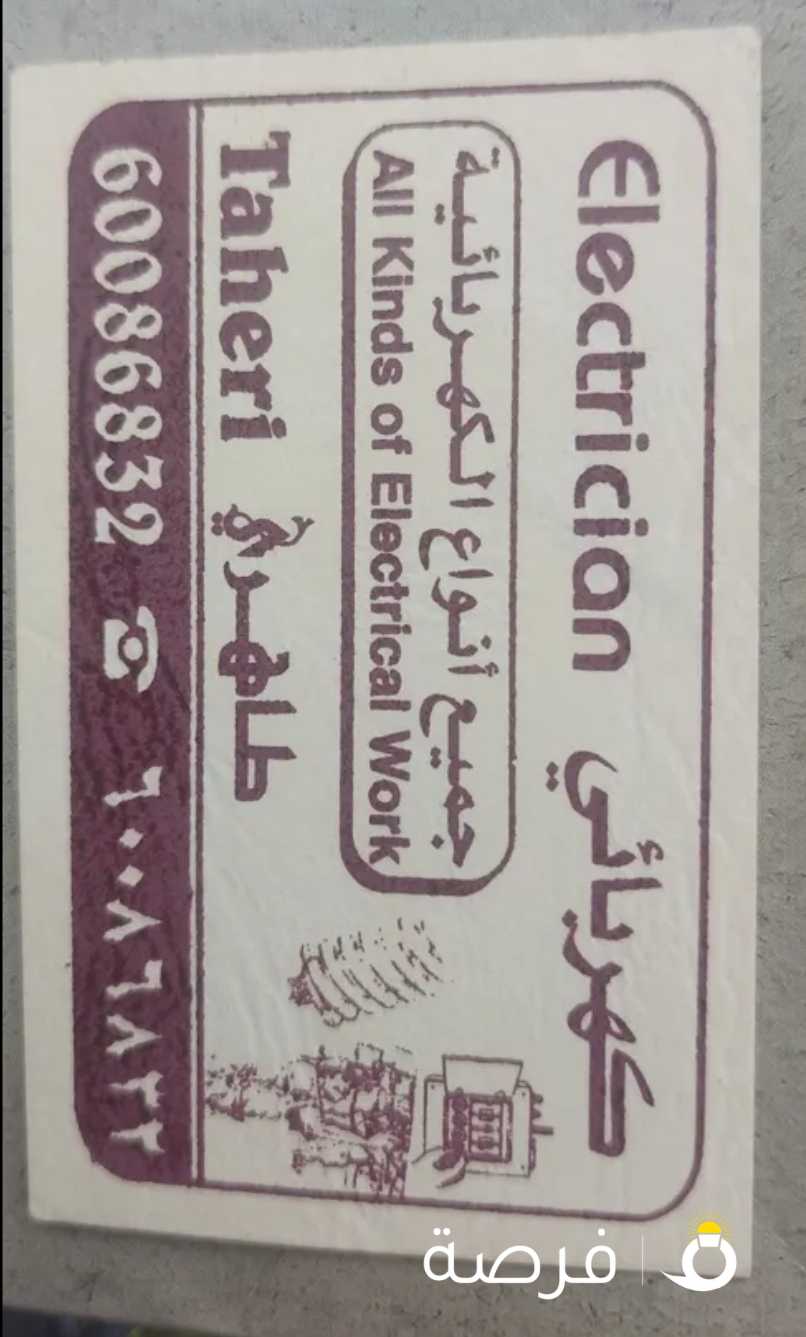 Electrician كهربائي
جميع أنواع الكهربائية
All Kinds of Electrical Work
Taheri طاهري
60086832 ٦٠٠٨٦٨٣٢
فرصة